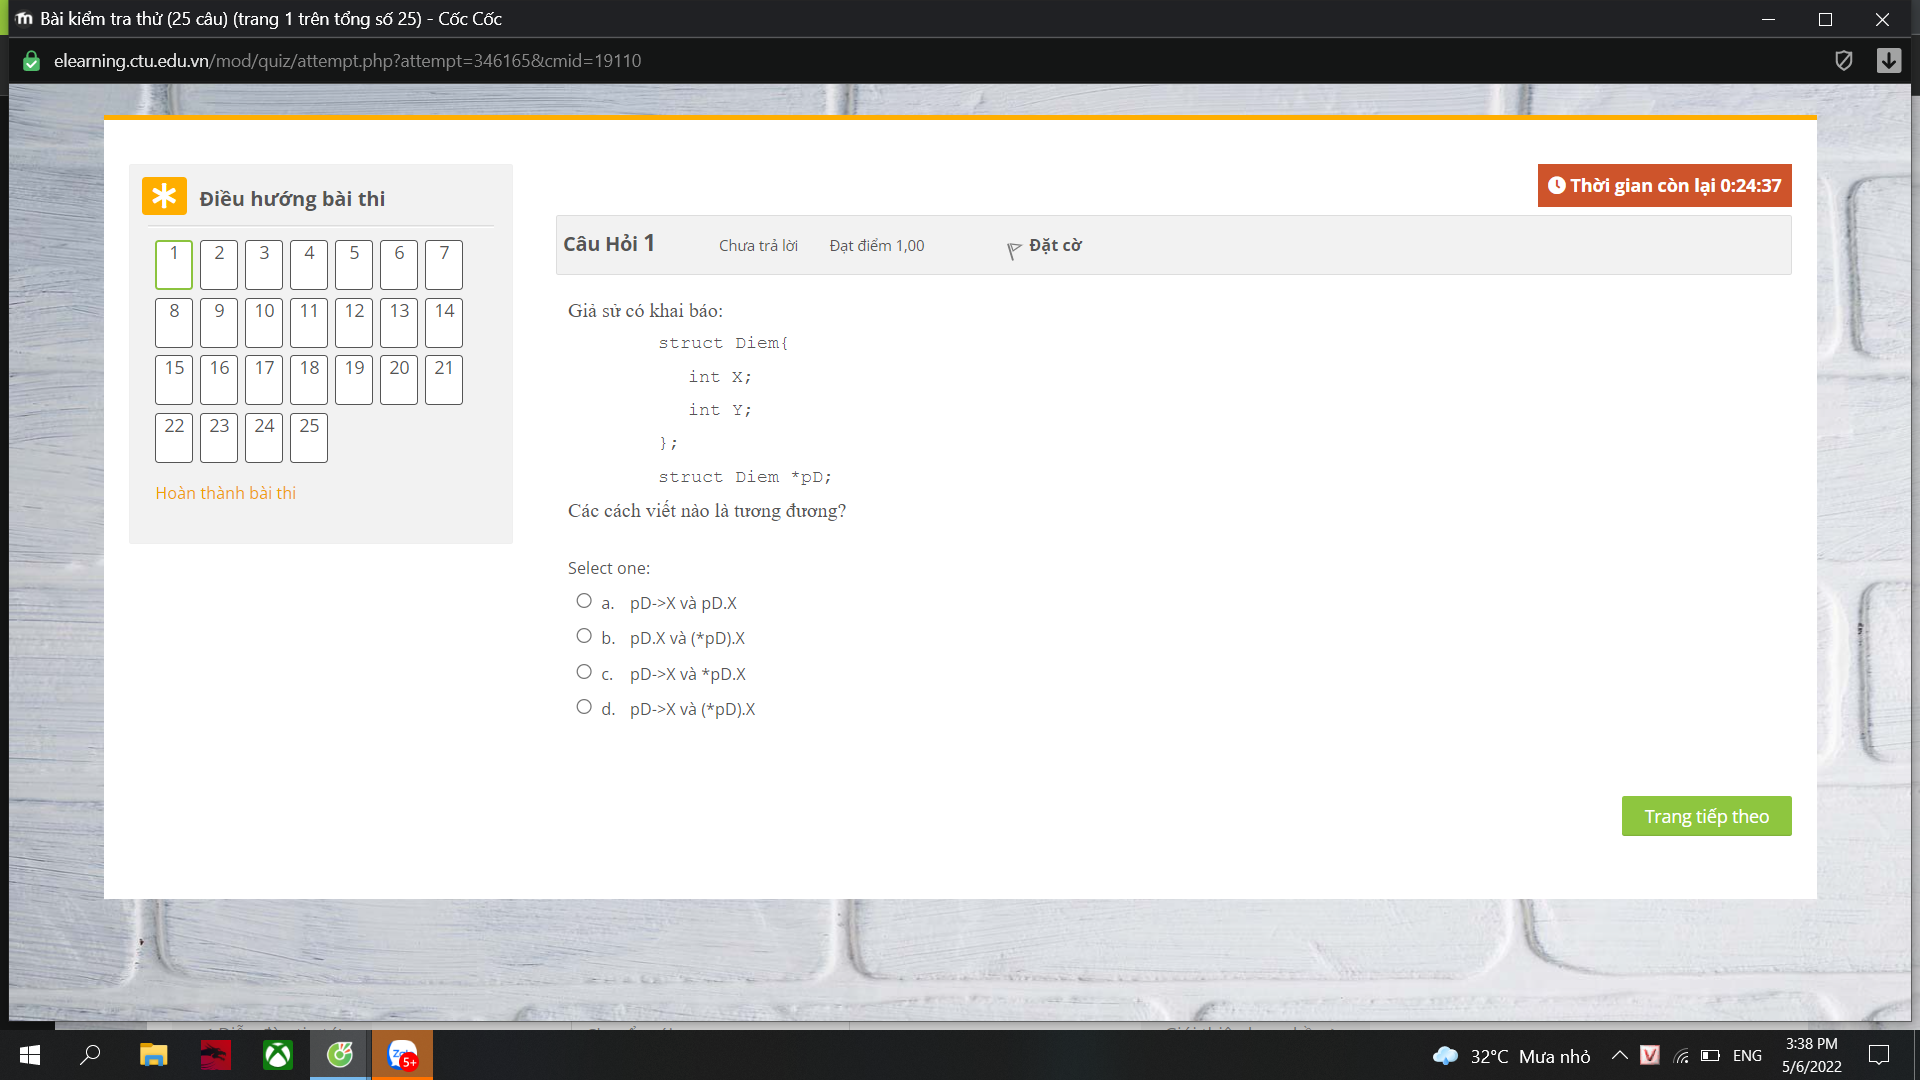 Bài kiểm tra thử (25 câu) (trang 1 trên tổng số 25) - Cốc Cốc
elearning.ctu.edu.vn/mod/quiz/attempt.php?attempt=346165&cmid=19110
Điều hướng bài thi
1 2 3 4 5 6 7
8 9 10 11 12 13 14
15 16 17 18 19 20 21
22 23 24 25
Hoàn thành bài thi
Thời gian còn lại 0:24:37
Câu Hỏi 1 Chưa trả lời Đạt điểm 1,00 Đặt cờ
Giả sử có khai báo:
struct Diem{
int X;
int Y;
};
struct Diem *pD;
Các cách viết nào là tương đương?
Select one:
a. pD->X và pD.X
b. pD.X và (*pD).X
c. pD->X và *pD.X
d. pD->X và (*pD).X
Trang tiếp theo
5+
32°C Mưa nhỏ
ENG
3:38 PM
5/6/2022